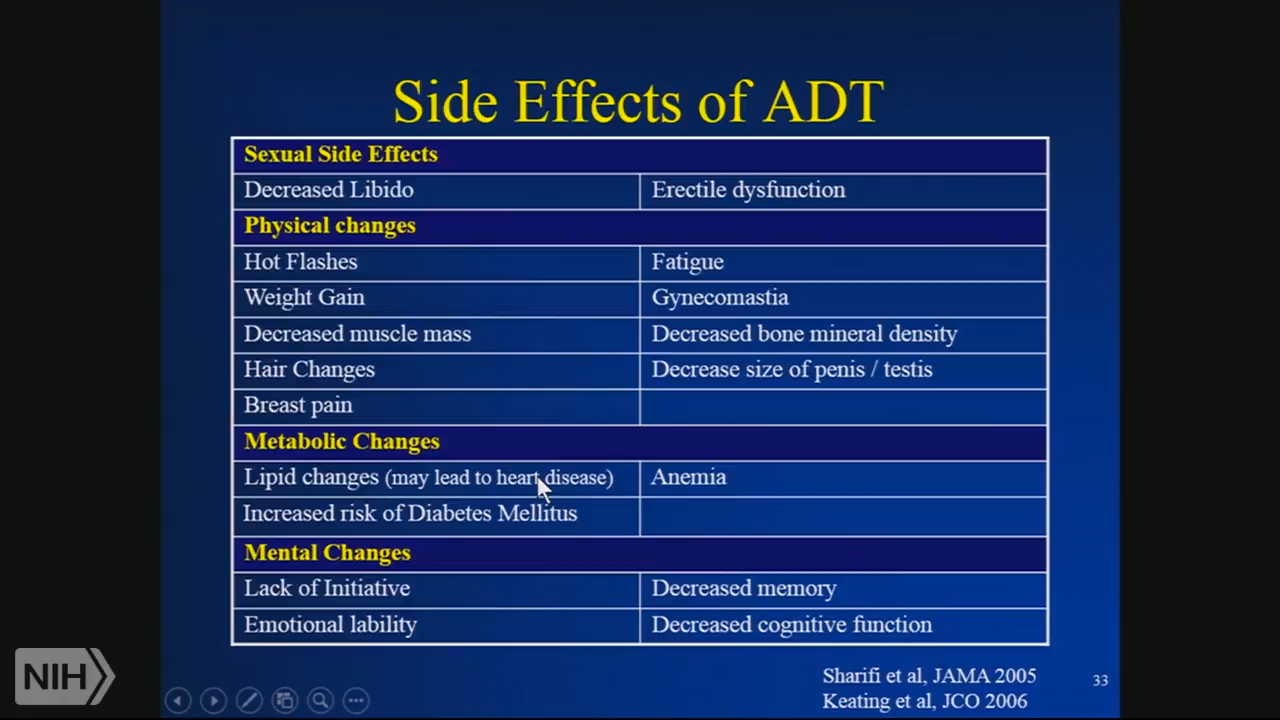 Side Effects of ADT
Sexual Side Effects
Decreased Libido Erectile dysfunction
Physical changes
Hot Flashes Fatigue
Weight Gain Gynecomastia
Decreased muscle mass Decreased bone mineral density
Hair Changes Decrease size of penis / testis
Breast pain
Metabolic Changes
Lipid changes (may lead to heart disease) Anemia
Increased risk of Diabetes Mellitus
Mental Changes
Lack of Initiative Decreased memory
Emotional lability Decreased cognitive function
Sharifi et al, JAMA 2005
Keating et al, JCO 2006
33
NIH